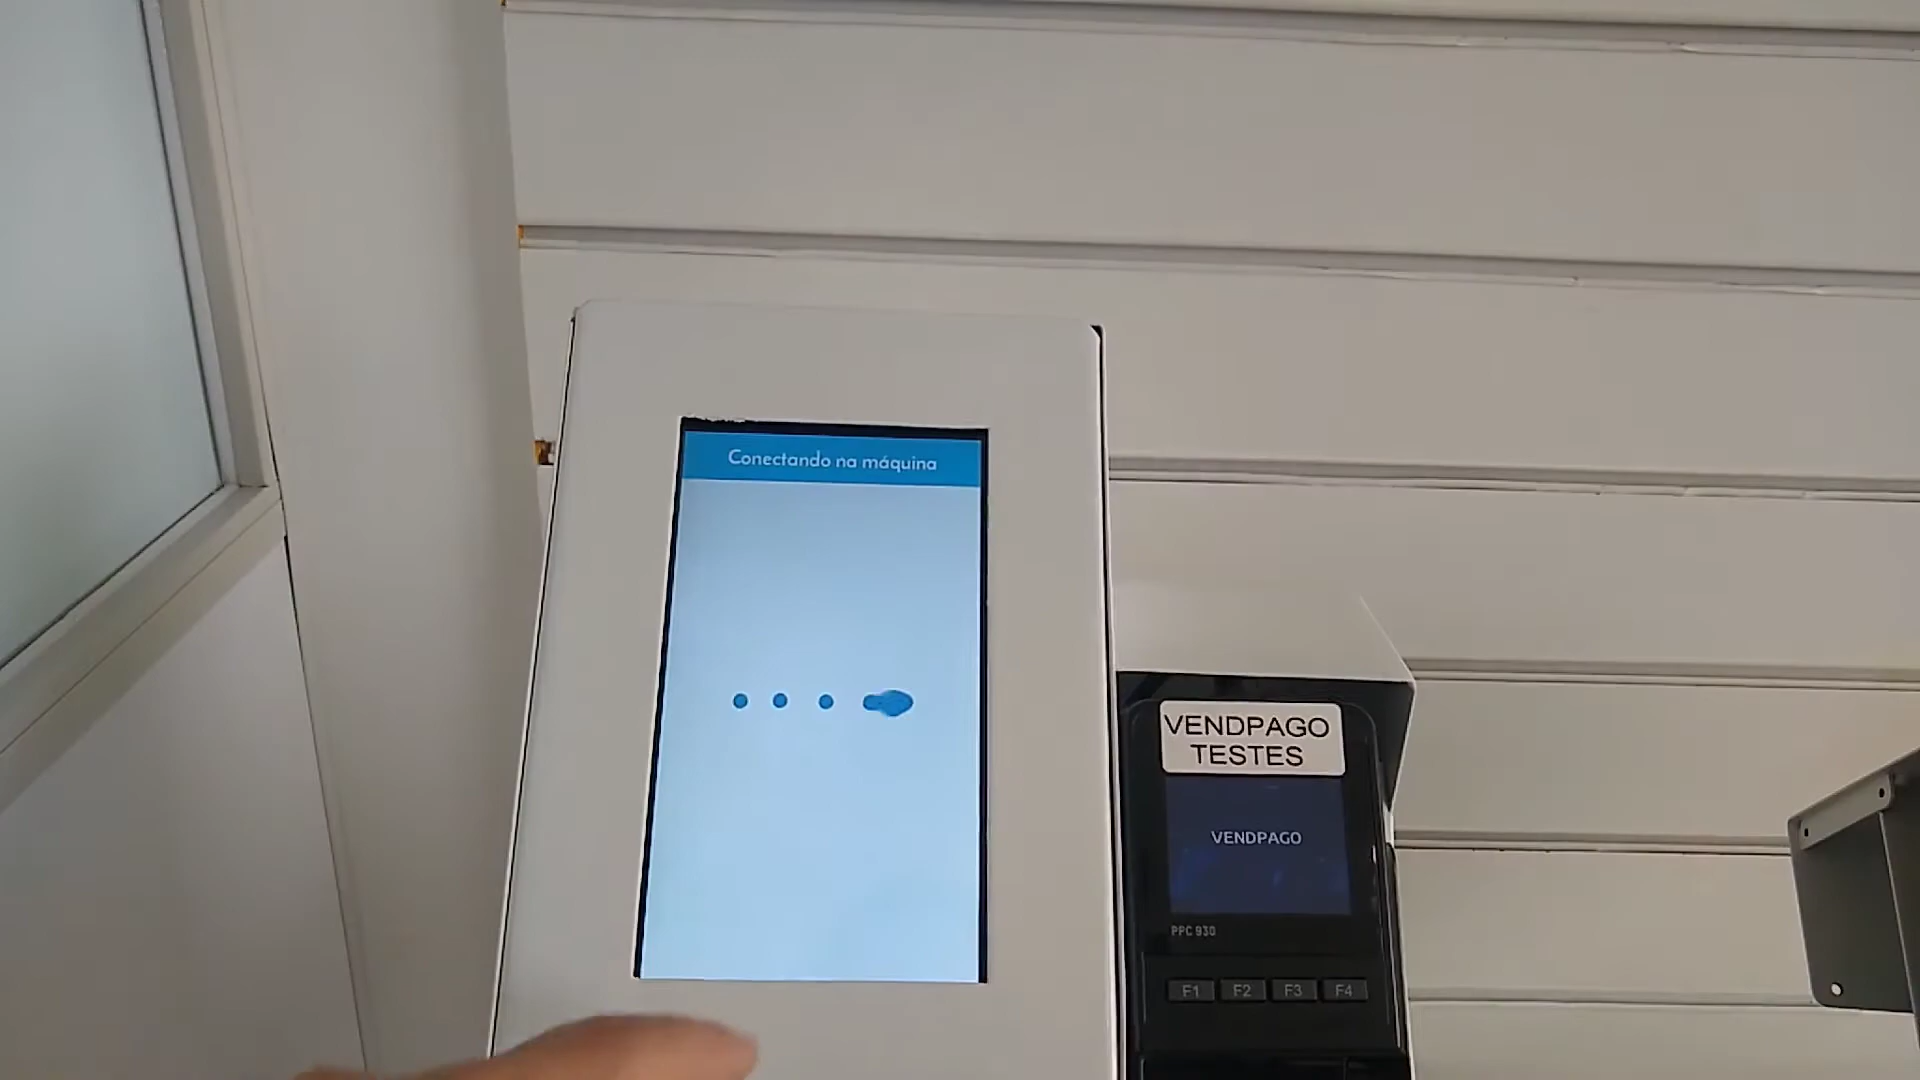 Conectando na máquina
VENDPAGO
TESTES
VENDPAGO
PPC 930
F1 F2 F3 F4